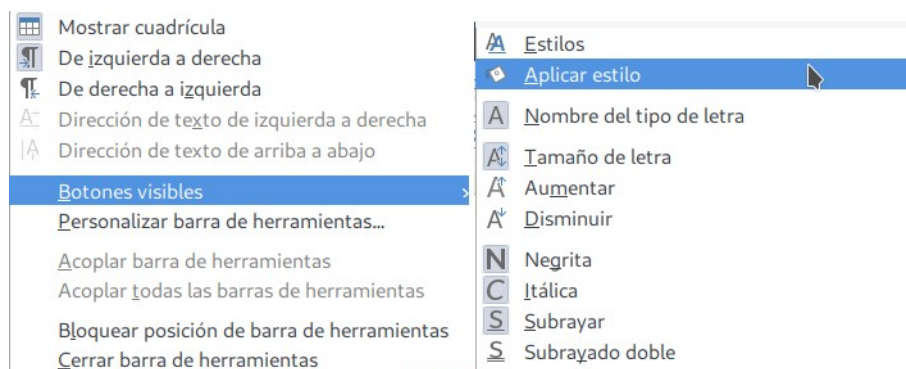 Mostrar cuadrícula
De izquierda a derecha
De derecha a izquierda
Dirección de texto de izquierda a derecha
Dirección de texto de arriba a abajo
Botones visibles
Personalizar barra de herramientas...
Acoplar barra de herramientas
Acoplar todas las barras de herramientas
Bloquear posición de barra de herramientas
Cerrar barra de herramientas
Estilos
Aplicar estilo
Nombre del tipo de letra
Tamaño de letra
Aumentar
Disminuir
Negrita
Itálica
Subrayar
Subrayado doble